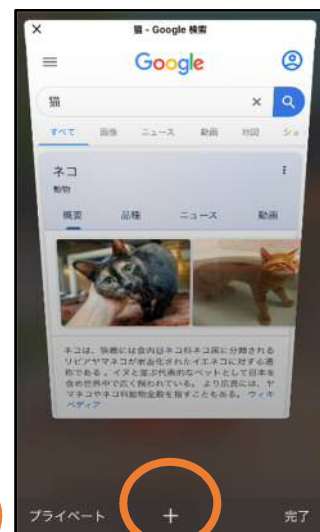 猫 - Google 検索
Google
猫
すべて 画像 ニュース 動画 地図 ショ
ネコ
動物
概要 品種 ニュース 動画
ネコは、狭義には食肉目ネコ科ネコ属に分類される
リビアヤマネコが家畜化されたイエネコに対する通
称である。イヌと並ぶ代表的なペットとして日本を
含め世界中で広く飼われている。より広義には、ヤ
マネコやネコ科動物全般を指すこともある。 ウィキ
ペディア
プライベート + 完了